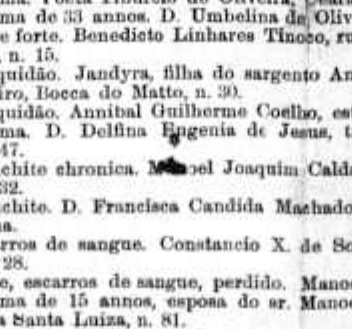 ma de 33 annos. D. Umbelina de Oliv
e forte. Benedicto Linhares Tinoco, ru
, n. 15.
quidão. Jandyra, filha do sargento An
iro, Bocca do Matto, n. 30.
quidão. Annibal Guilherme Coelho, es
ma. D. Delfina Eugenia de Jesus, t
47.
chite chronica. Joaquim Calda
32.
chite. D. Francisca Candida Machado
a.
rros de sangue. Constancio X. de So
28.
e, escarros de sangue, perdido. Manoe
ma de 15 annos, esposa do sr. Manoe
a Santa Luiza, n. 81.